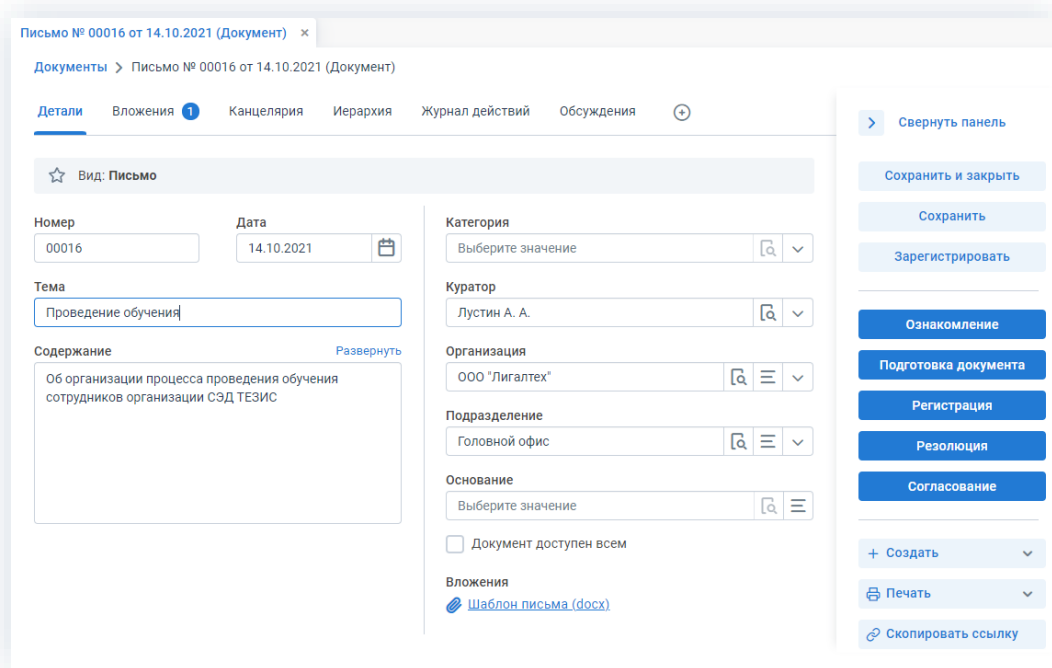 Письмо № 00016 от 14.10.2021 (Документ) ×
Документы > Письмо № 00016 от 14.10.2021 (Документ)
Детали Вложения 1 Канцелярия Иерархия Журнал действий Обсуждения
Вид: Письмо
Номер Дата
00016 14.10.2021
Тема
Проведение обучения
Содержание Развернуть
Об организации процесса проведения обучения
сотрудников организации СЭД ТЕЗИС
Категория
Выберите значение
Куратор
Лустин А. А.
Организация
ООО "Лигалтех"
Подразделение
Головной офис
Основание
Выберите значение
Документ доступен всем
Вложения
Шаблон письма (docx)
Свернуть панель
Сохранить и закрыть
Сохранить
Зарегистрировать
Ознакомление
Подготовка документа
Регистрация
Резолюция
Согласование
+ Создать
Печать
Скопировать ссылку